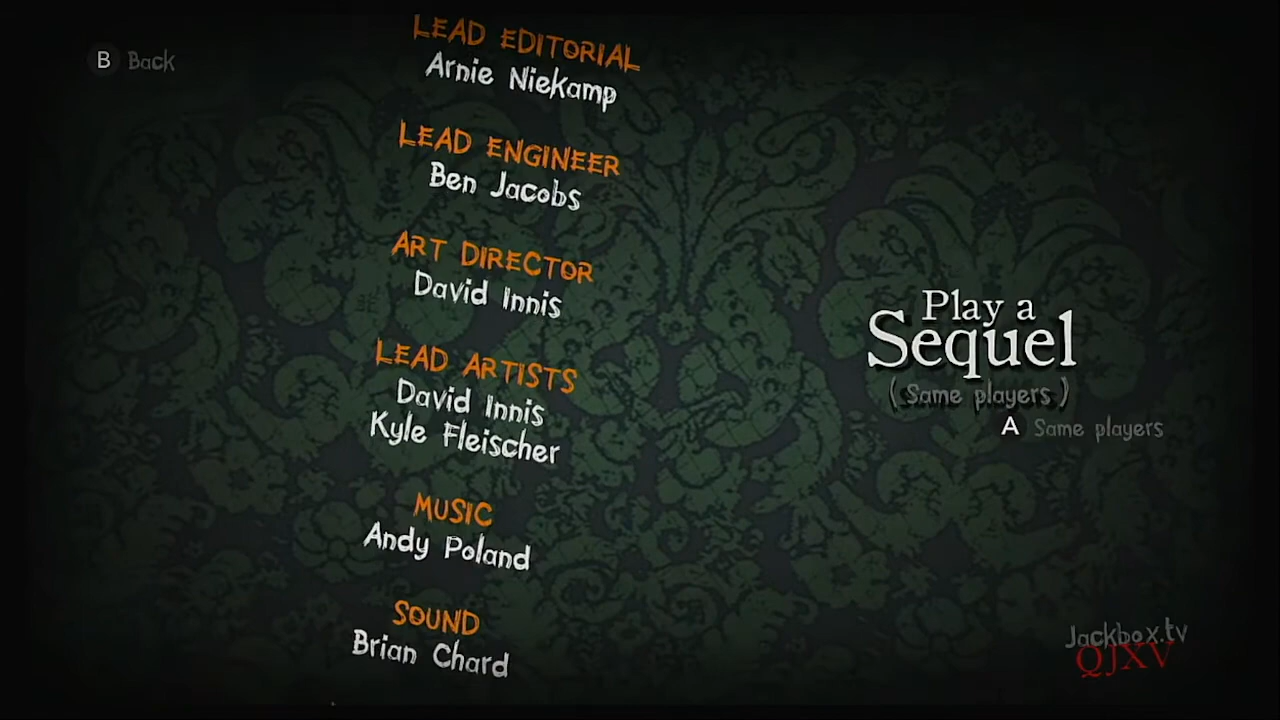 LEAD EDITORIAL
Arnie Niekamp
B Back
LEAD ENGINEER
Ben Jacobs
ART DIRECTOR
David Innis
LEAD ARTISTS
David Innis
Kyle Fleischer
MUSIC
Andy Poland
SOUND
Brian Chard
Play a
Sequel
(Same players)
A Same players
Jackbox.tv
QJXV